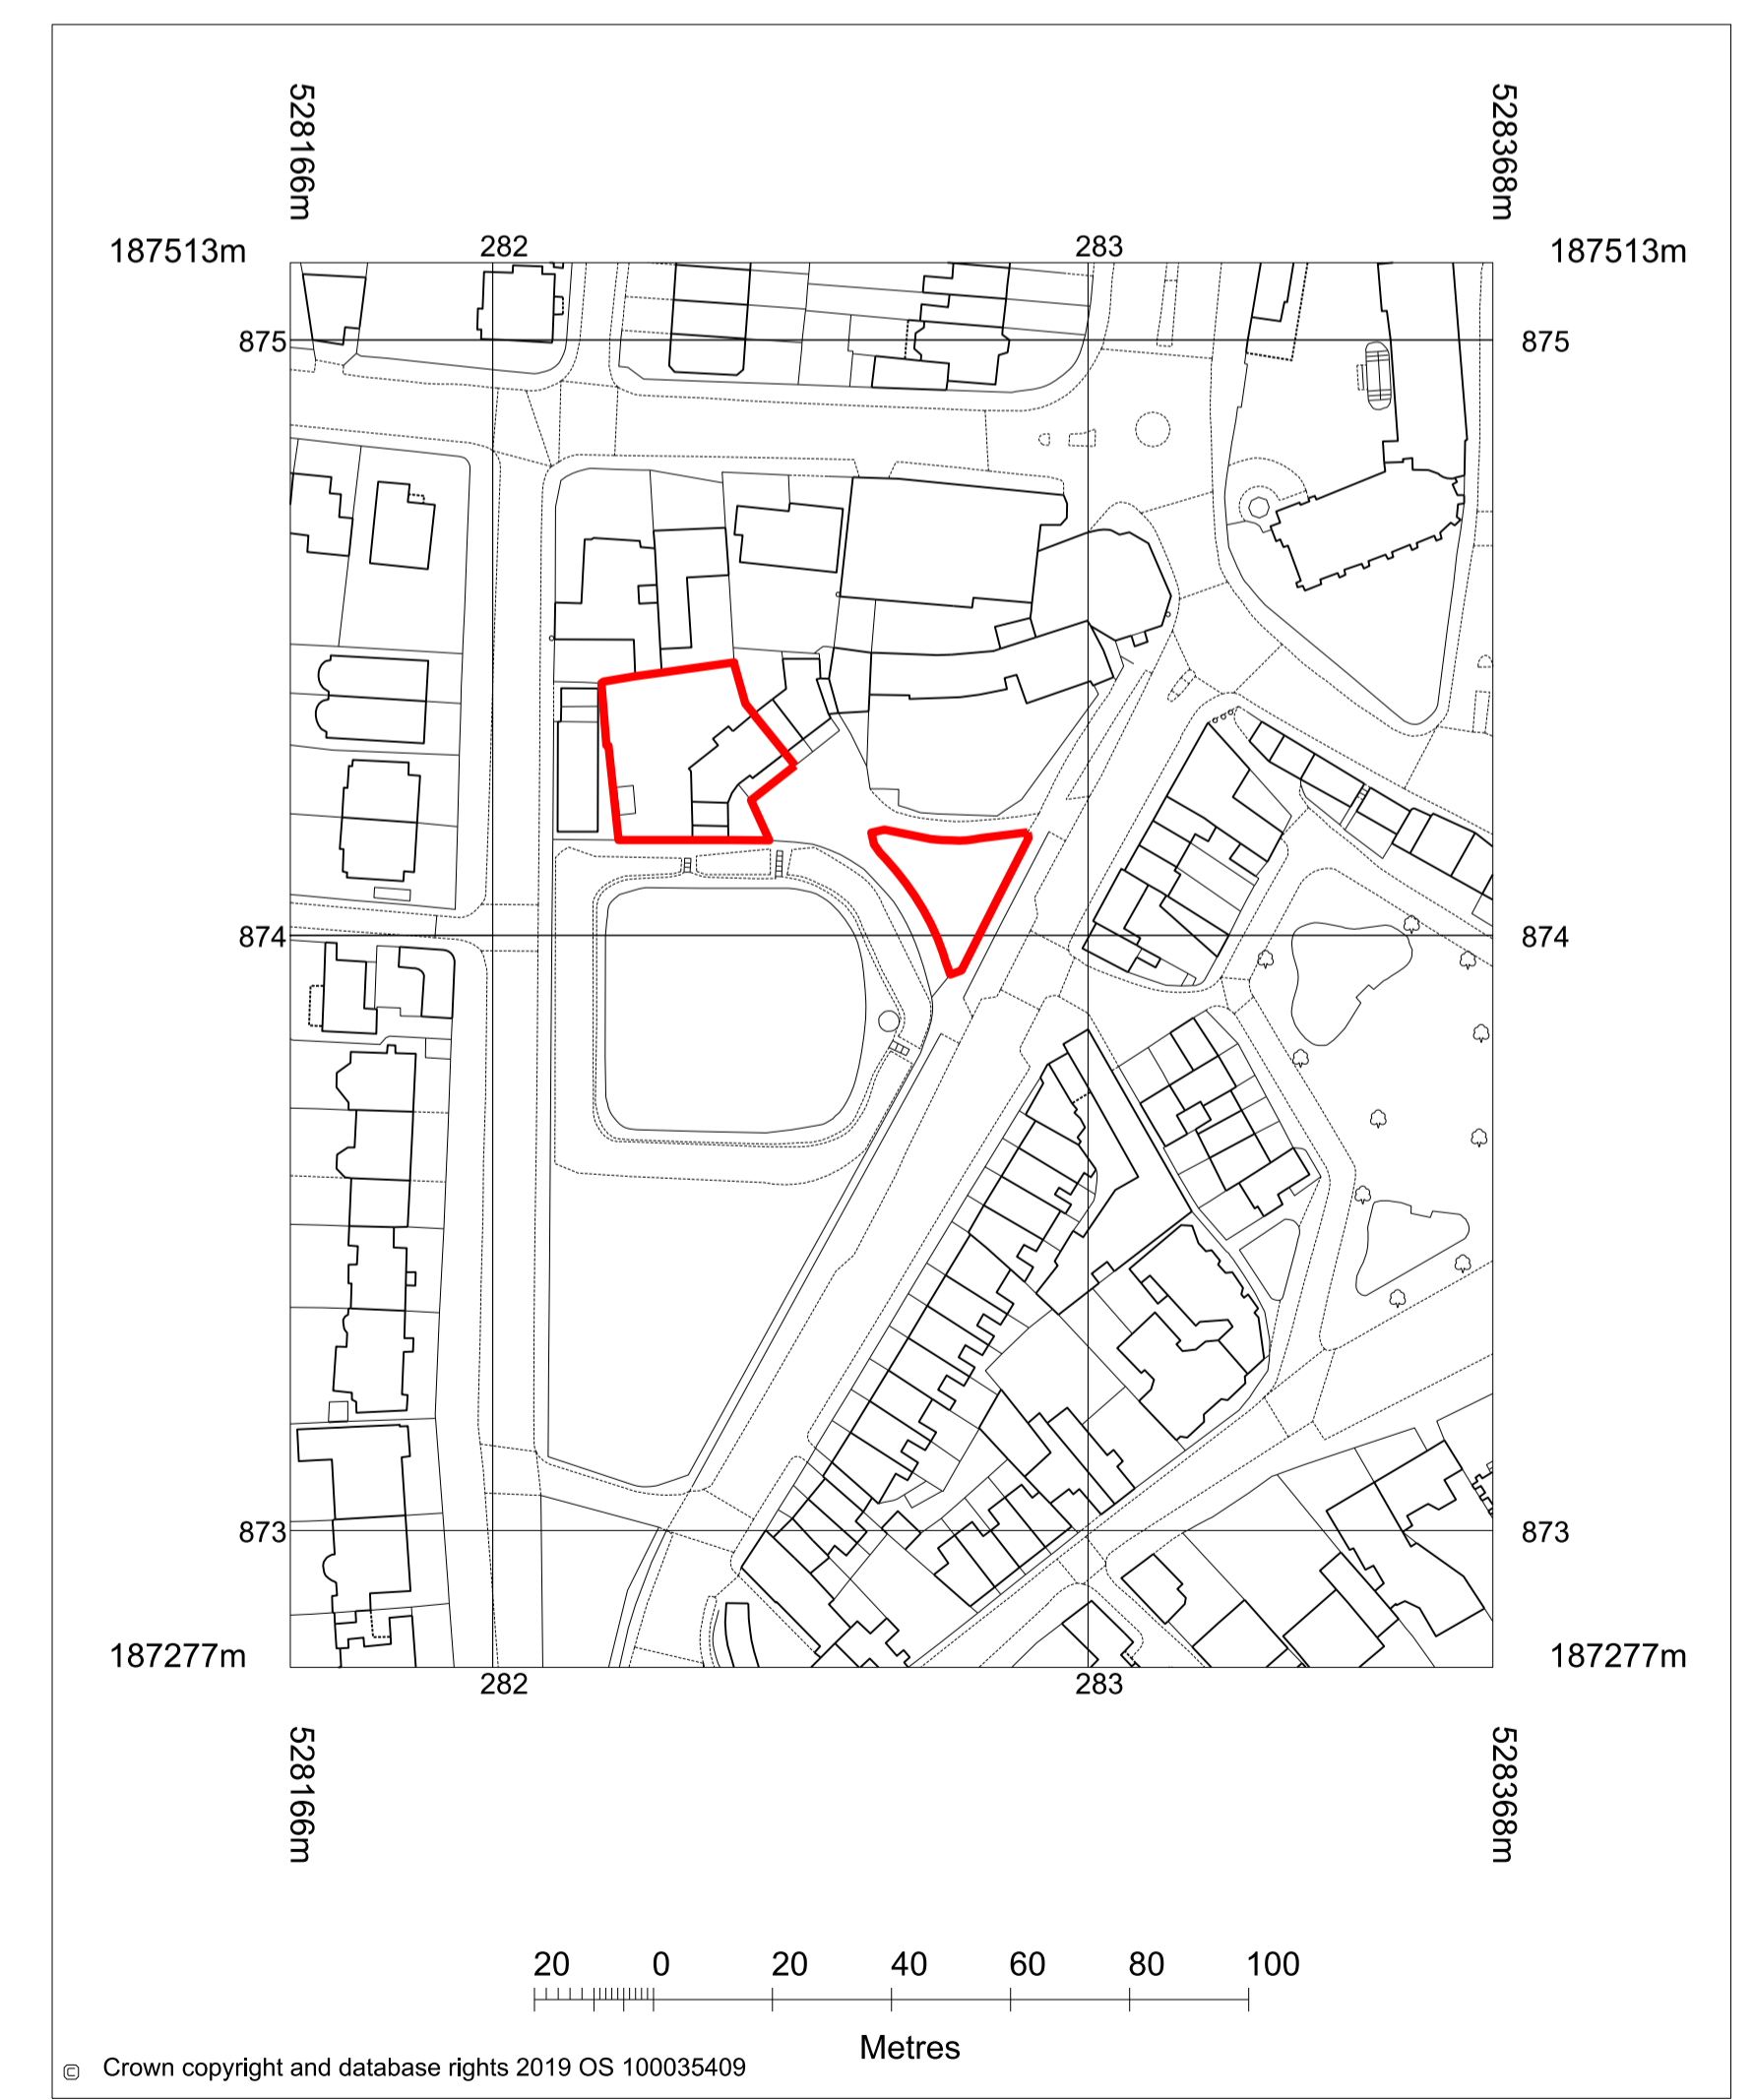 528166m
528368m
187513m
282
283
187513m
875
875
874
874
873
873
187277m
282
283
187277m
528166m
528368m
20 0 20 40 60 80 100
Metres
© Crown copyright and database rights 2019 OS 100035409